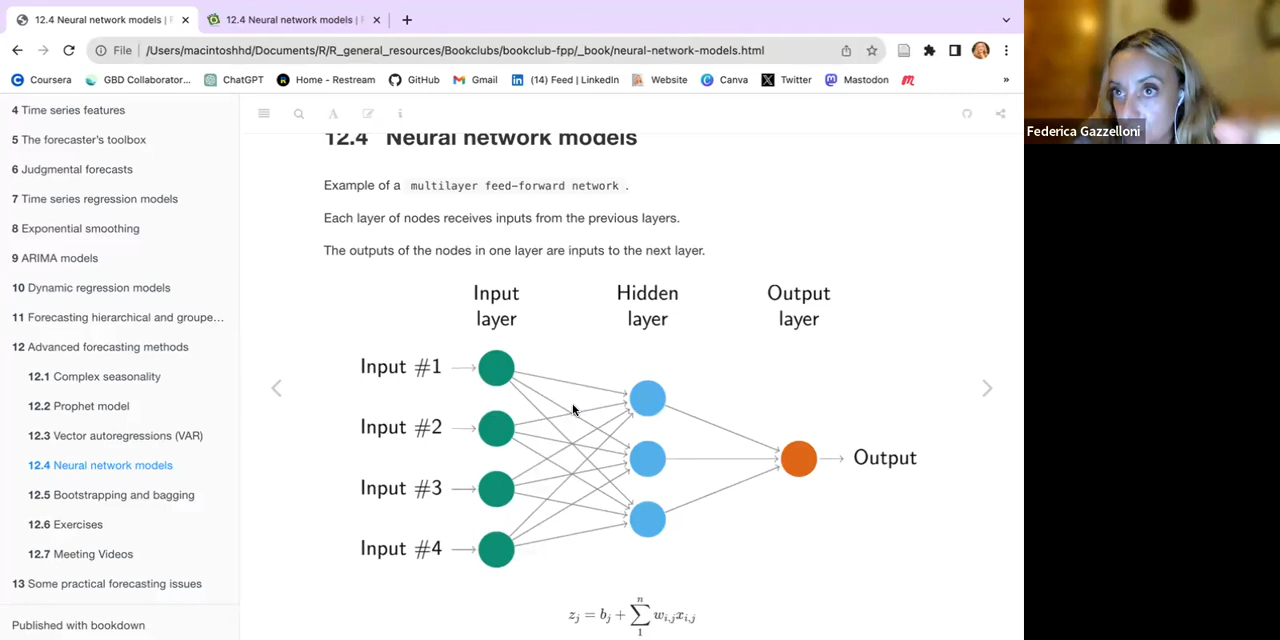 12.4 Neural network models |
12.4 Neural network models |
File /Users/macintoshhd/Documents/R/R_general_resources/Bookclubs/bookclub-fpp/_book/neural-network-models.html
Coursera GBD Collaborator... ChatGPT Home - Restream GitHub Gmail (14) Feed | LinkedIn Website Canva Twitter Mastodon »
4 Time series features
5 The forecaster's toolbox
6 Judgmental forecasts
7 Time series regression models
8 Exponential smoothing
9 ARIMA models
10 Dynamic regression models
11 Forecasting hierarchical and groupe...
12 Advanced forecasting methods
12.1 Complex seasonality
12.2 Prophet model
12.3 Vector autoregressions (VAR)
12.4 Neural network models
12.5 Bootstrapping and bagging
12.6 Exercises
12.7 Meeting Videos
13 Some practical forecasting issues
Published with bookdown
12.4 Neural network models
Example of a multilayer feed-forward network .
Each layer of nodes receives inputs from the previous layers.
The outputs of the nodes in one layer are inputs to the next layer.
Input layer
Hidden layer
Output layer
Input #1
Input #2
Input #3
Input #4
Output
z_j = b_j + \sum_{1}^{n} w_{i,j} x_{i,j}
Federica Gazzelloni